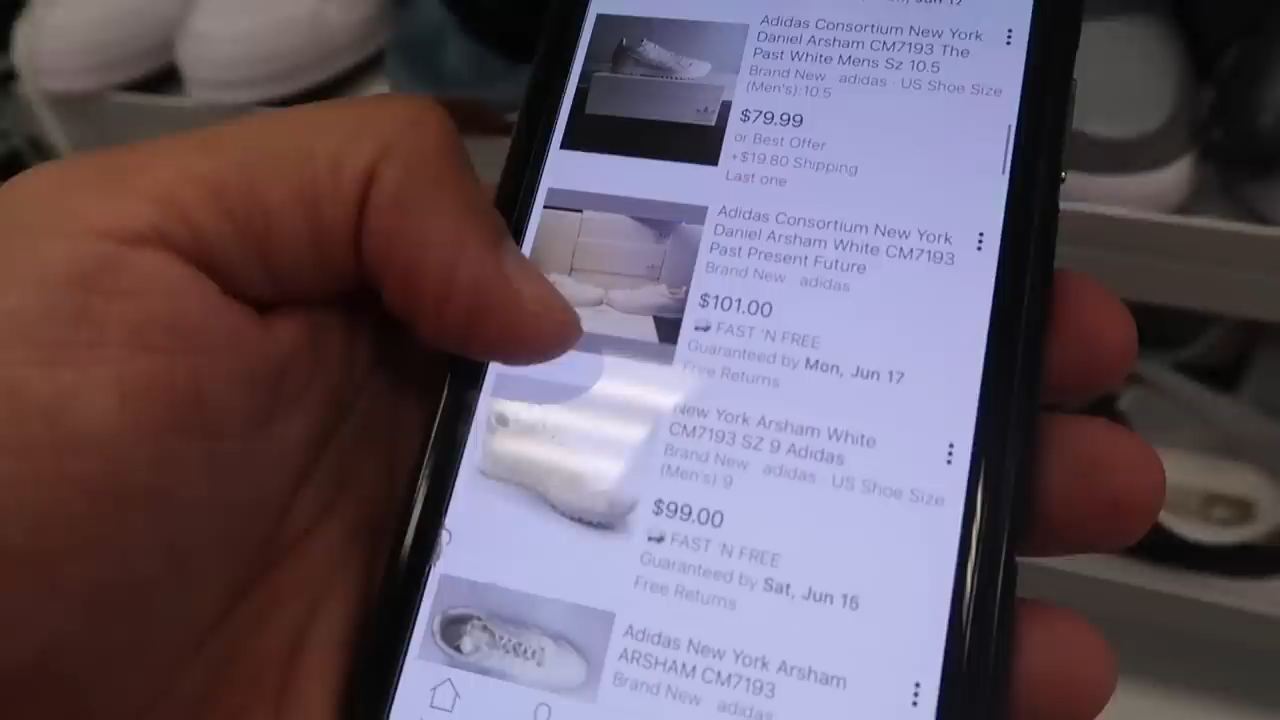 Jun 17
Adidas Consortium New York
Daniel Arsham CM7193 The
Past White Mens Sz 10.5
Brand New adidas · US Shoe Size
(Men's):10.5
$79.99
or Best Offer
+$19.80 Shipping
Last one
Adidas Consortium New York
Daniel Arsham White CM7193
Past Present Future
Brand New adidas
$101.00
FAST 'N FREE
Guaranteed by Mon, Jun 17
Free Returns
New York Arsham White
CM7193 SZ 9 Adidas
Brand New adidas · US Shoe Size
(Men's):9
$99.00
FAST 'N FREE
Guaranteed by Sat, Jun 15
Free Returns
Adidas New York Arsham
ARSHAM CM7193
Brand New adidas